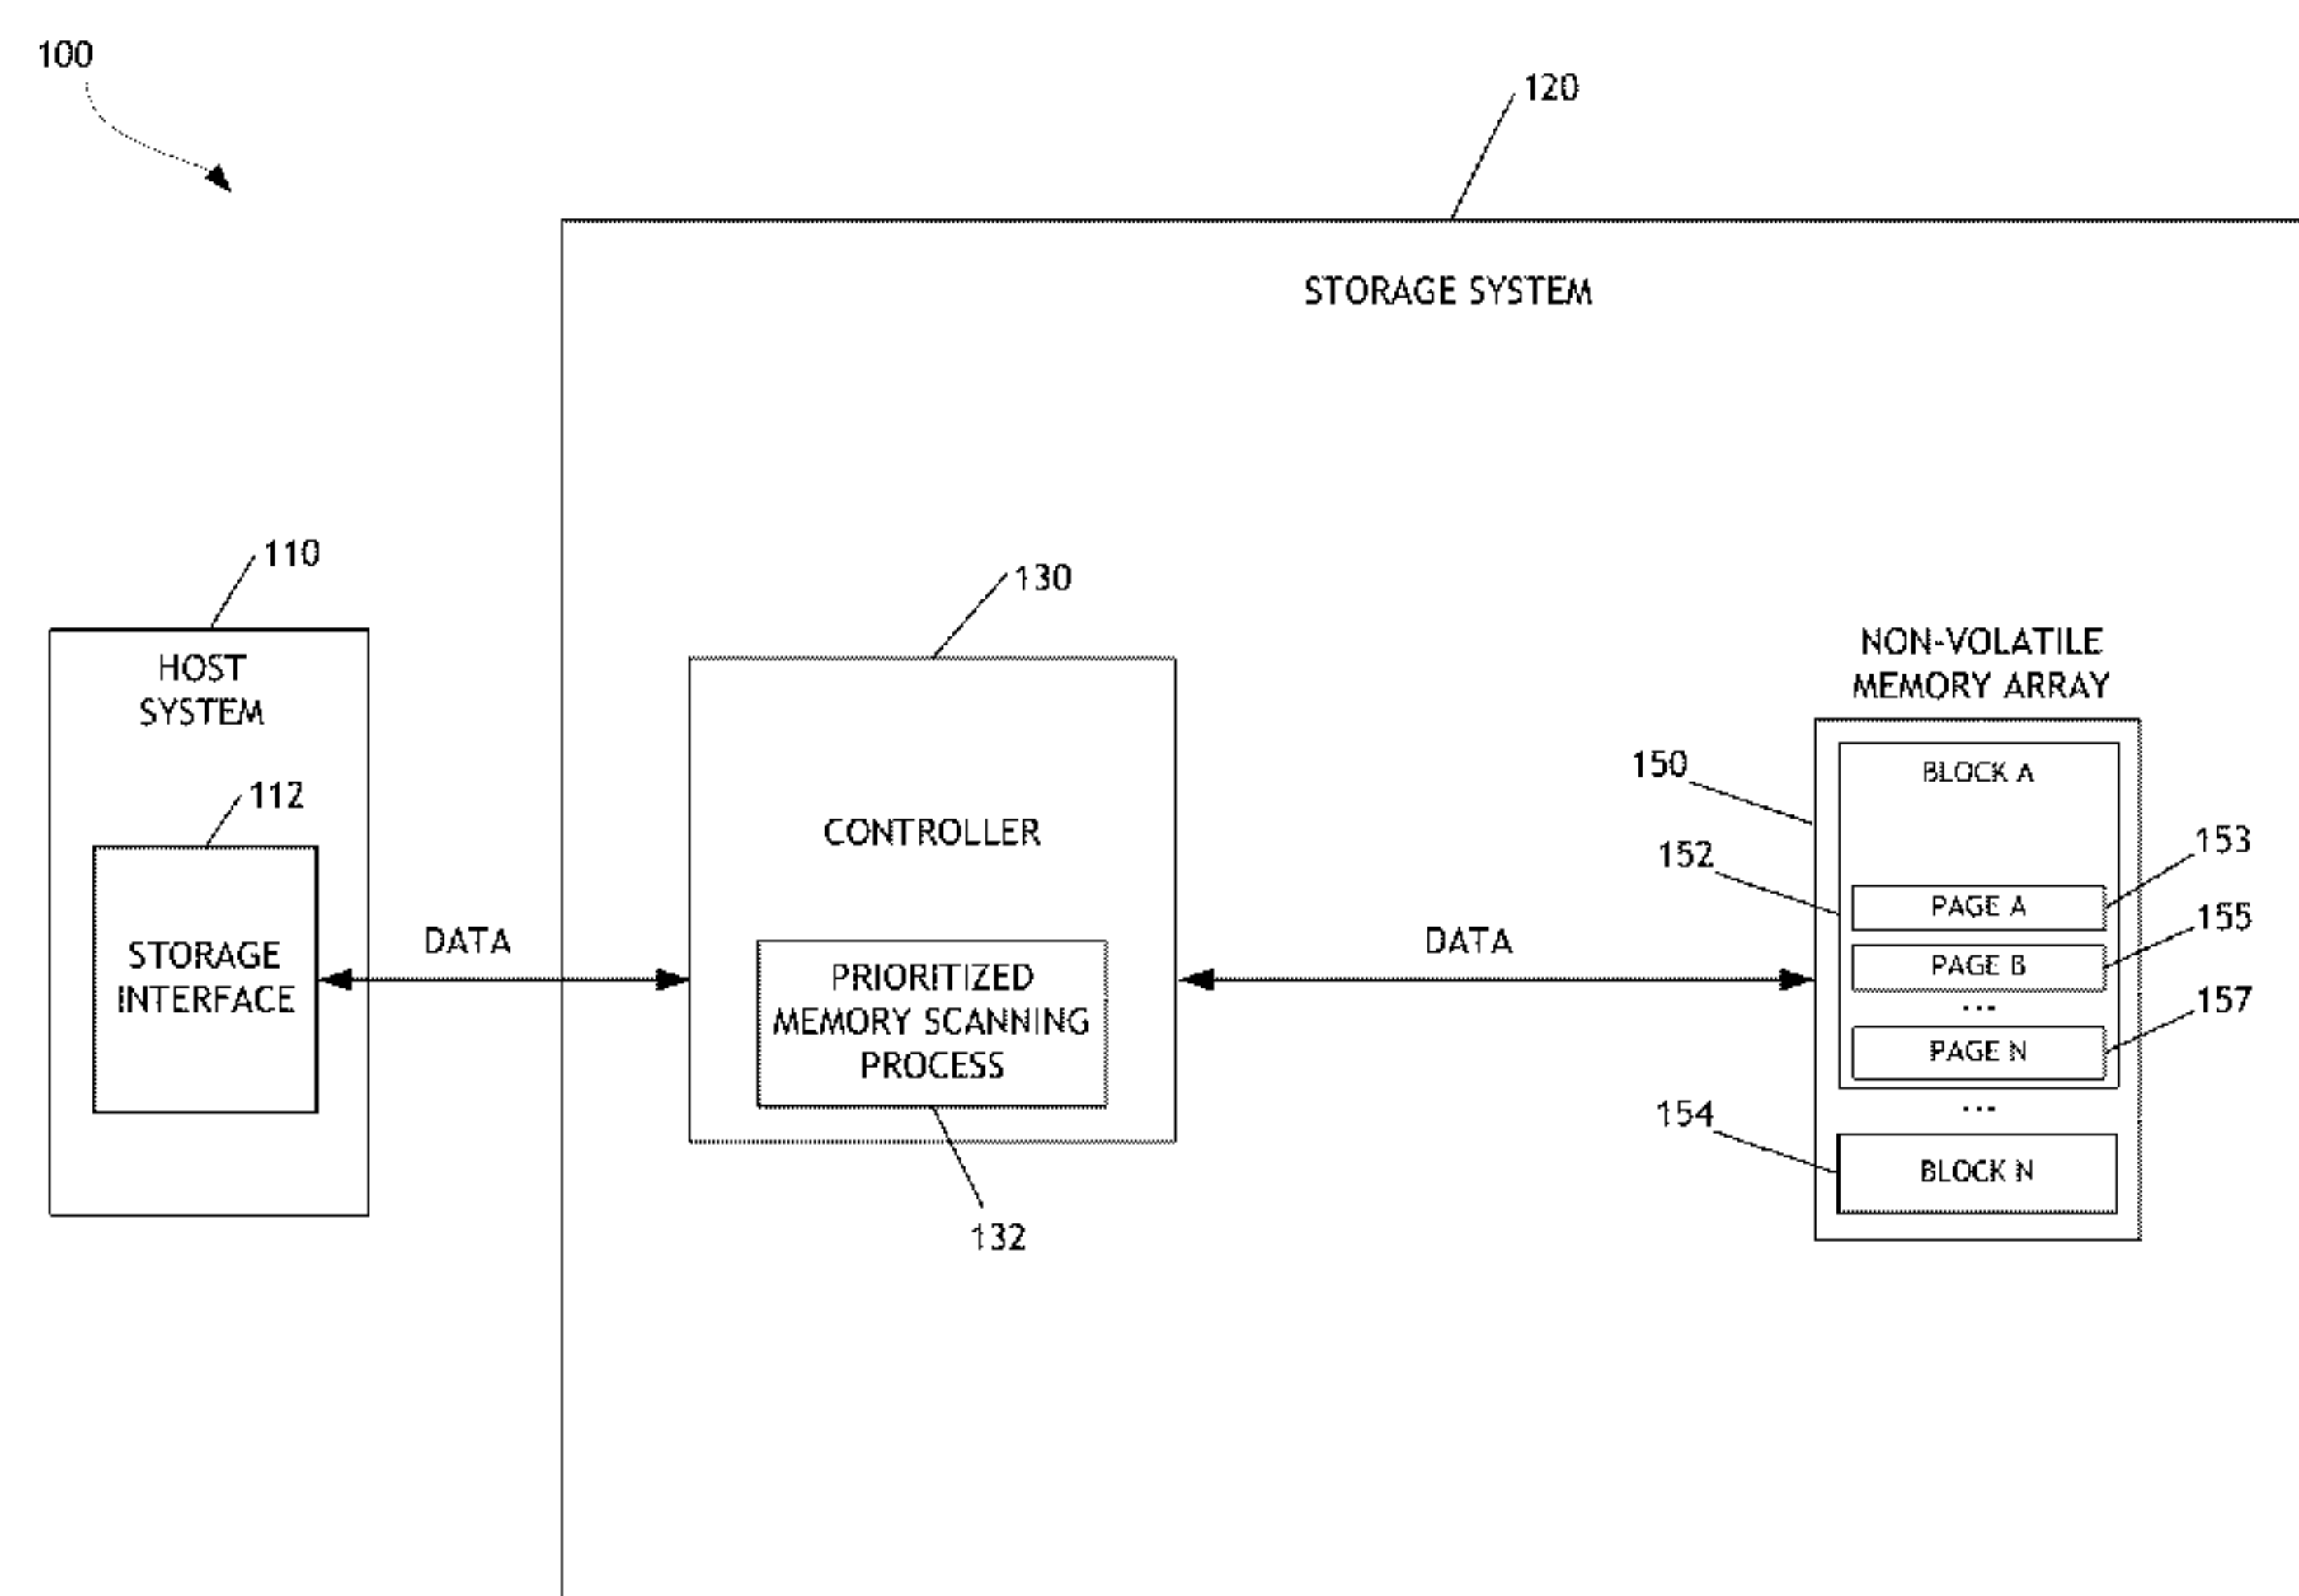 100
120
STORAGE SYSTEM
110
130
HOST
SYSTEM
NON-VOLATILE
MEMORY ARRAY
150
BLOCK A
112
CONTROLLER
152
153
PAGE A
155
DATA
DATA
STORAGE
INTERFACE
PRIORITIZED
MEMORY SCANNING
PROCESS
PAGE B
...
157
PAGE N
...
154
BLOCK N
132